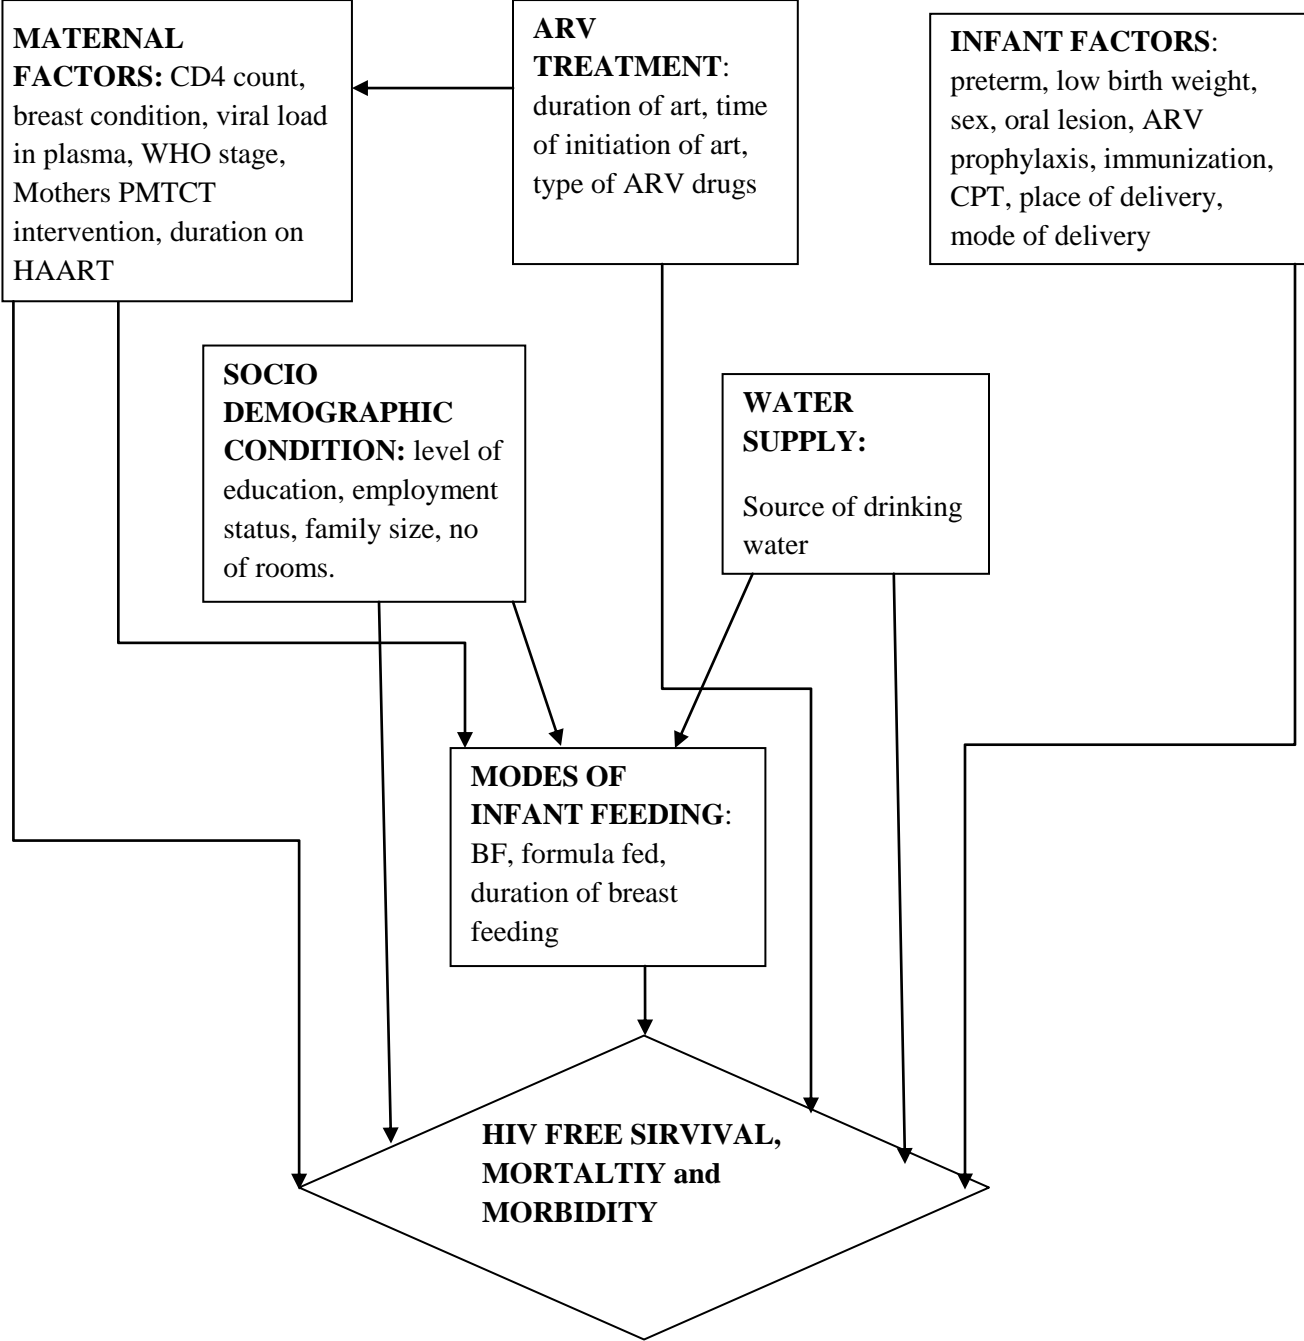 MATERNAL
FACTORS: CD4 count,
breast condition, viral load
in plasma, WHO stage,
Mothers PMTCT
intervention, duration on
HAART
ARV
TREATMENT:
duration of art, time
of initiation of art,
type of ARV drugs
INFANT FACTORS:
preterm, low birth weight,
sex, oral lesion, ARV
prophylaxis, immunization,
CPT, place of delivery,
mode of delivery
SOCIO
DEMOGRAPHIC
CONDITION: level of
education, employment
status, family size, no
of rooms.
WATER
SUPPLY:
Source of drinking
water
MODES OF
INFANT FEEDING:
BF, formula fed,
duration of breast
feeding
HIV FREE SIRVIVAL,
MORTALTIY and
MORBIDITY